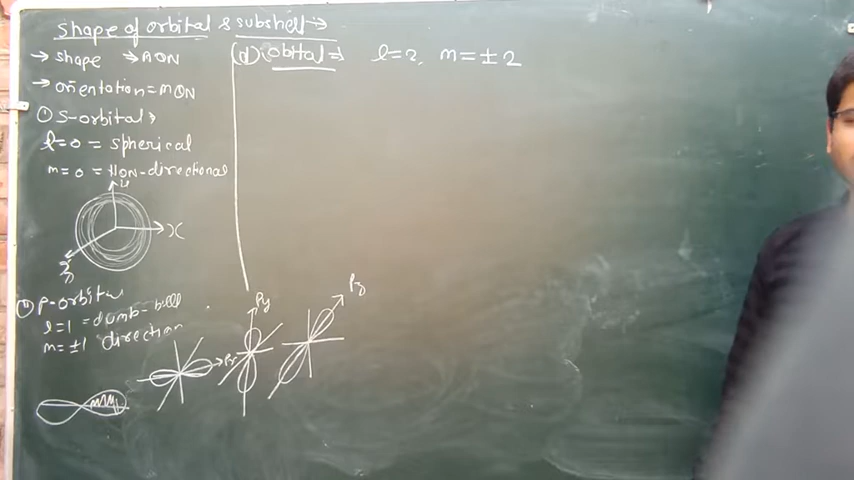 shape of orbital & subshell →
→ shape → AQN
→ orientation = MQN
① S-orbital →
l=0 = spherical
m=0 = Non-directional
y
X
z
② P-orbital
l=1 = dumb-bell
m=±1 direction
Px
Py
Pz
(d) orbital ⇒ l=2, m=±2